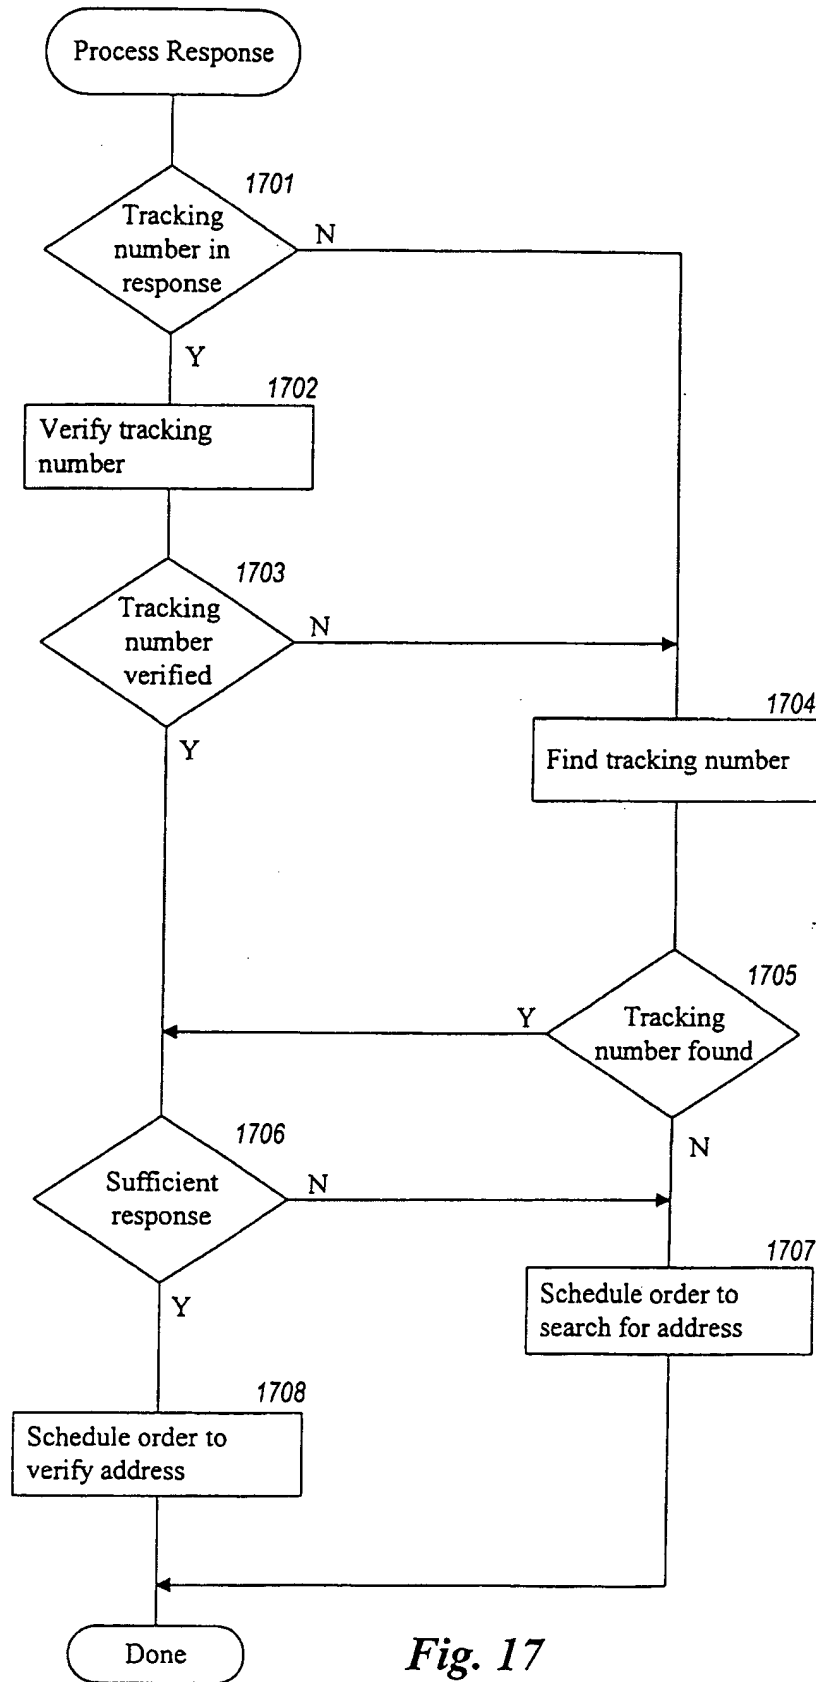 Process Response
1701
Tracking
number in
response
N
Y
1702
Verify tracking
number
1703
Tracking
number
verified
N
Y
1704
Find tracking number
1705
Tracking
number found
Y
N
1706
Sufficient
response
N
Y
1707
Schedule order to
search for address
1708
Schedule order to
verify address
Done
Fig. 17